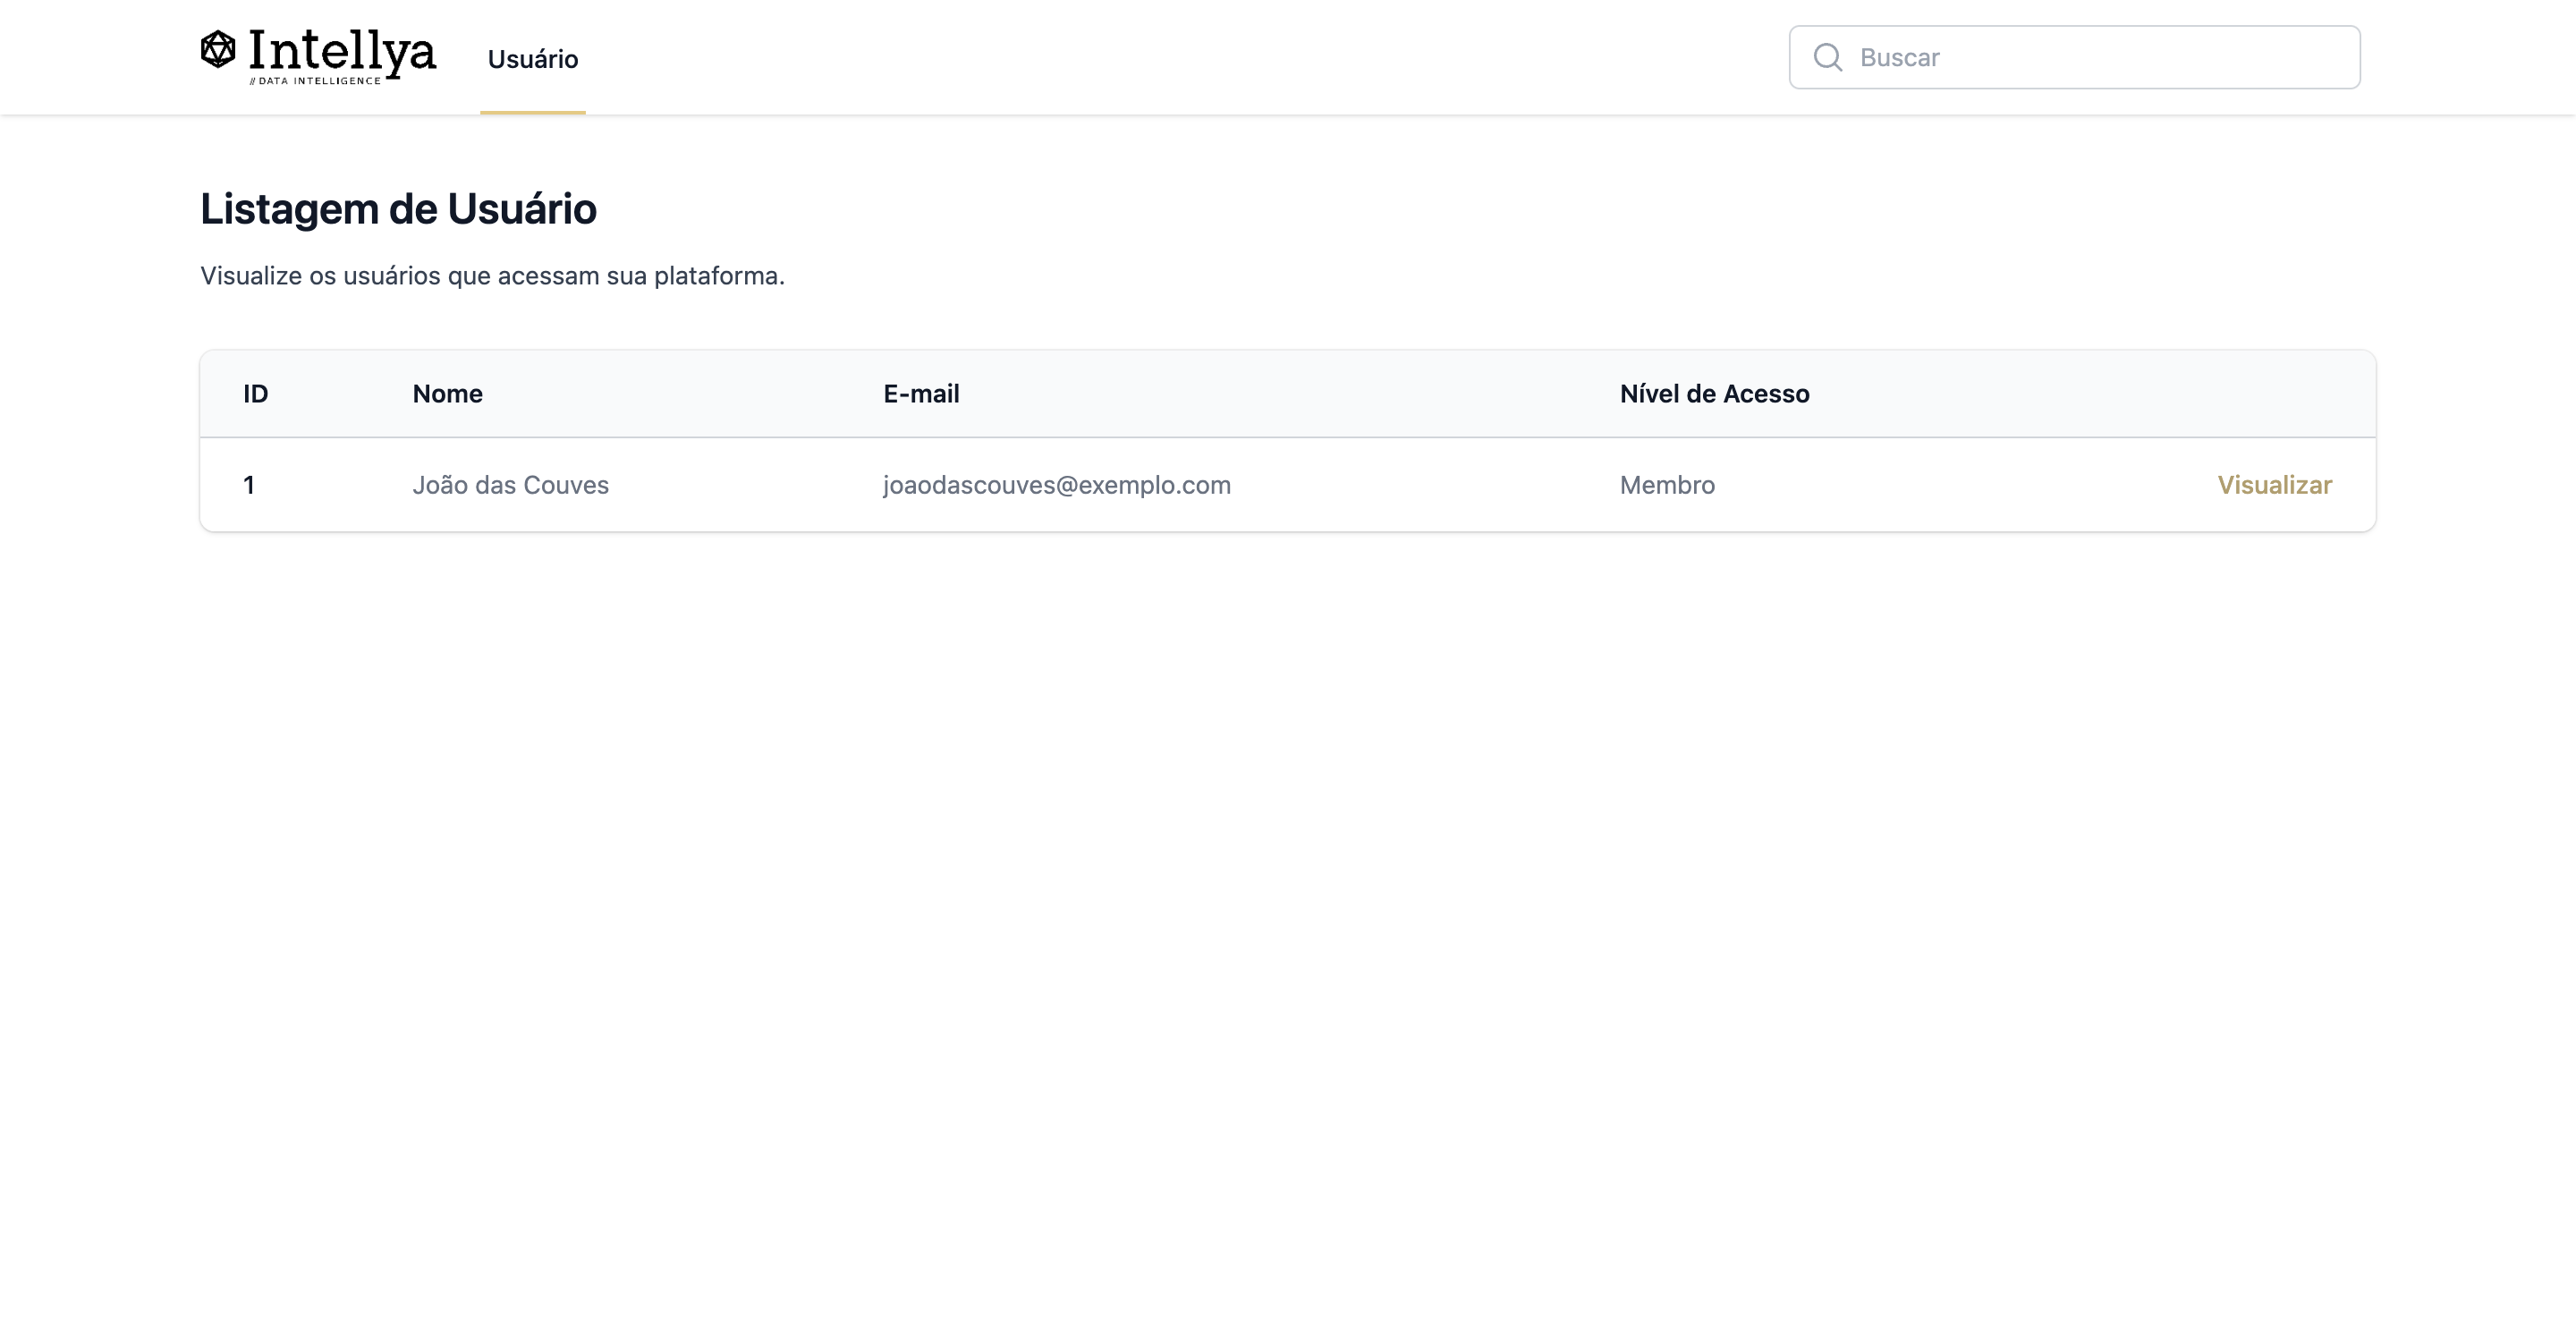 Intellya
// DATA INTELLIGENCE
Usuário
Buscar
Listagem de Usuário
Visualize os usuários que acessam sua plataforma.
ID Nome E-mail Nível de Acesso
1 João das Couves joaodascouves@exemplo.com Membro Visualizar